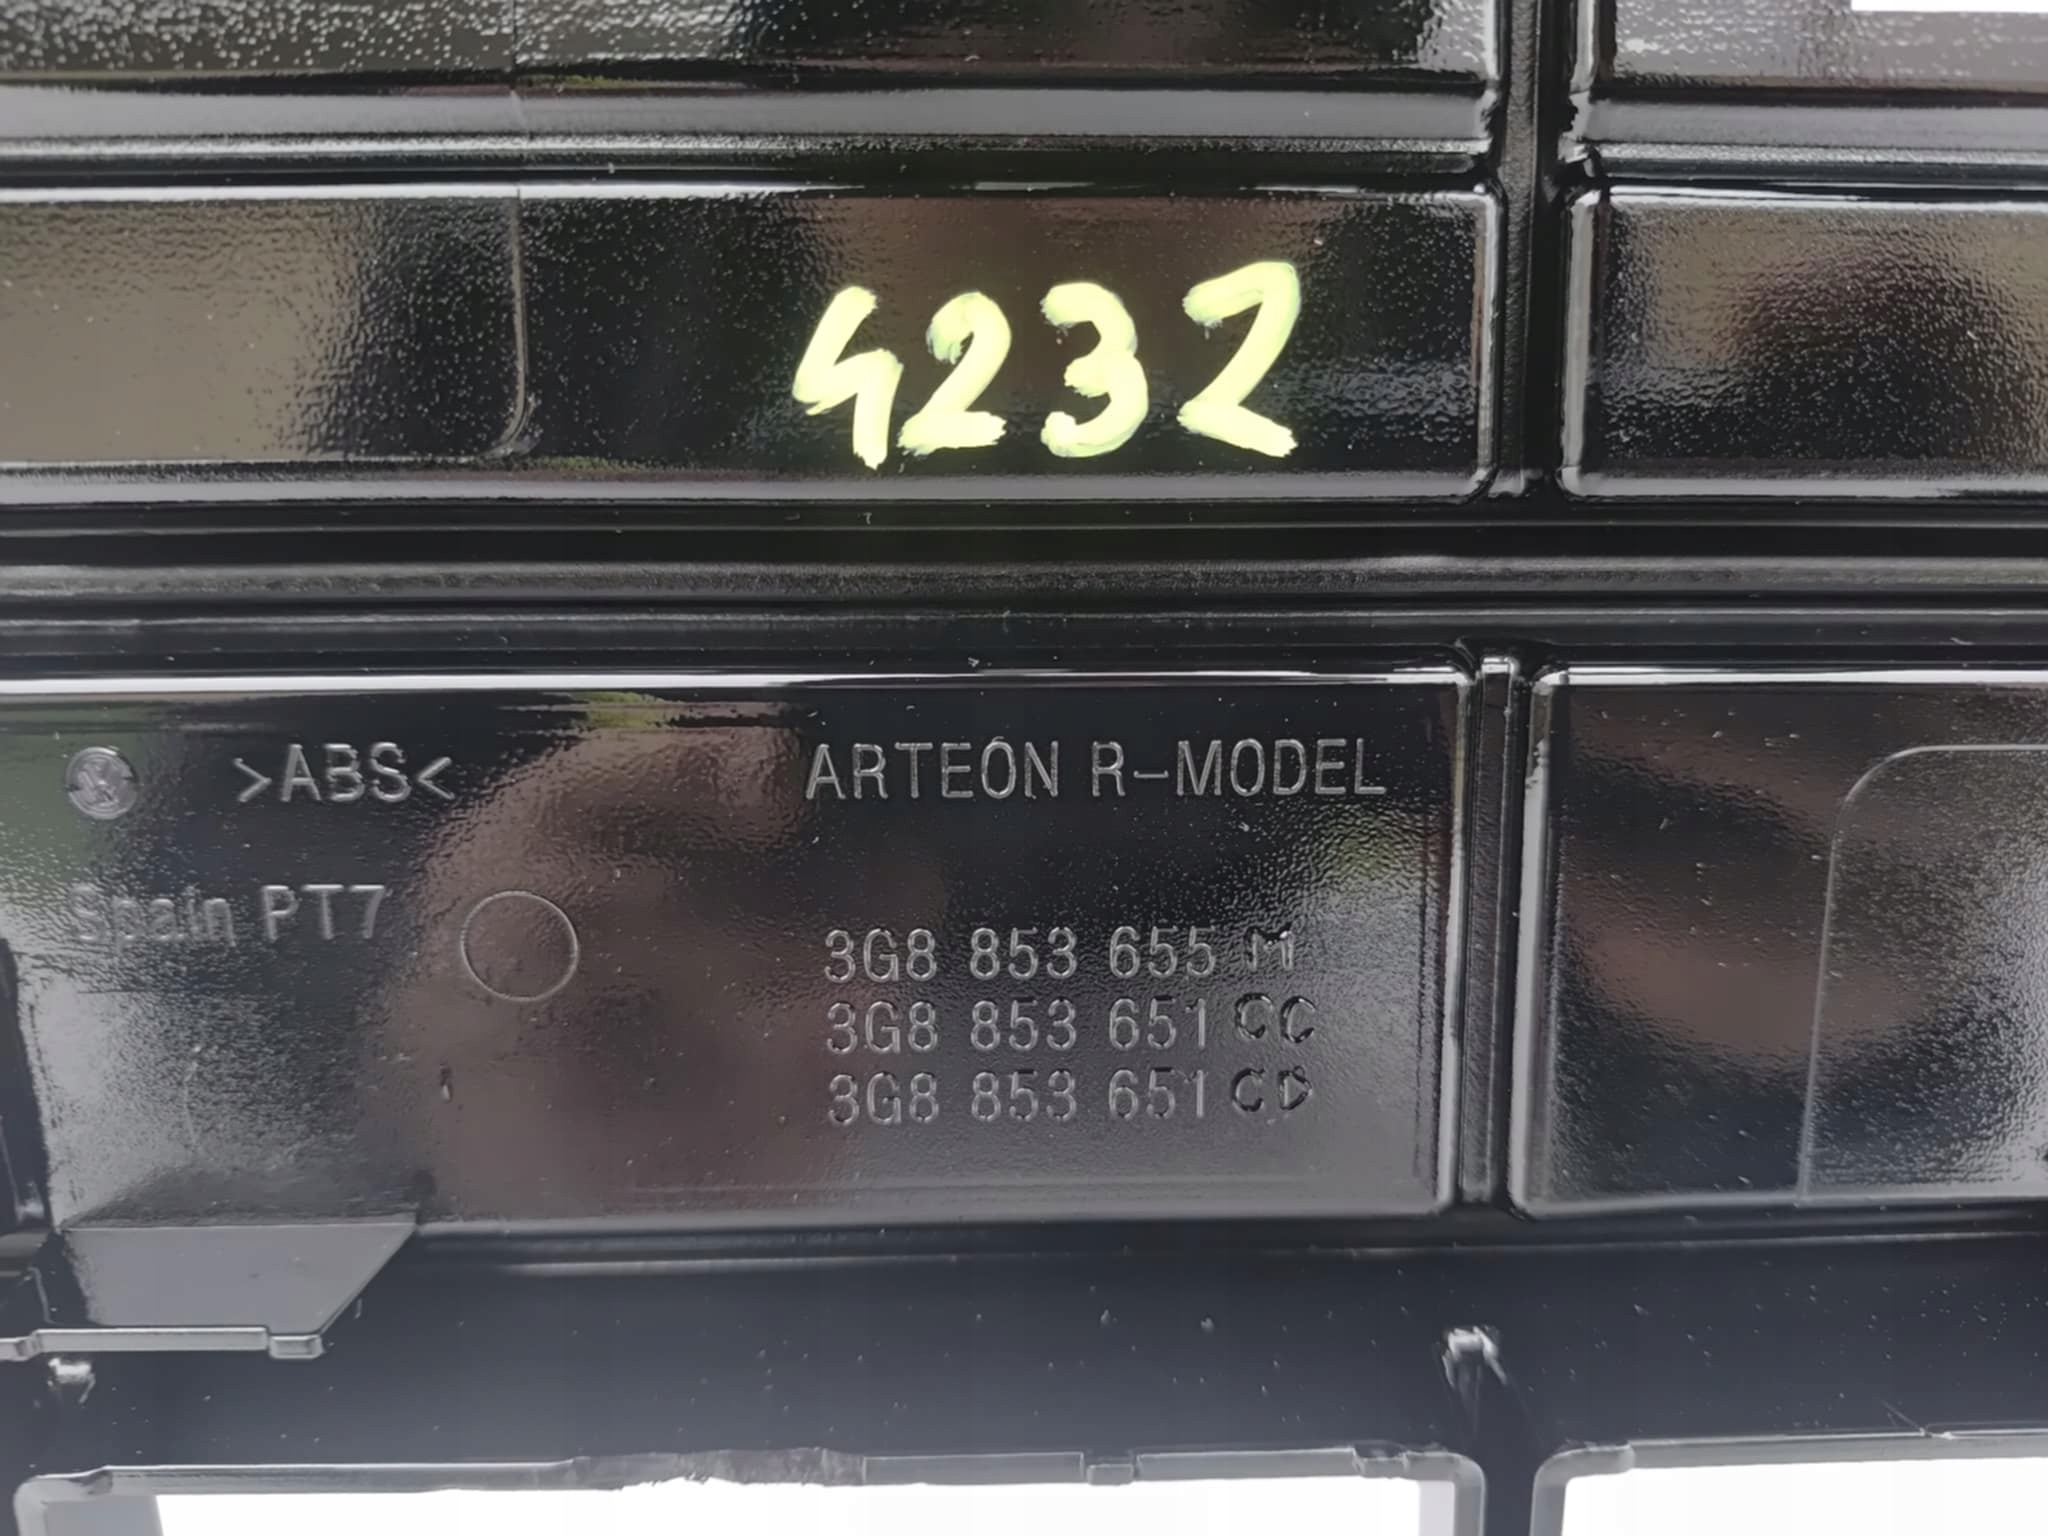 4232
>ABS<
ARTEON R-MODEL
Spain PT7
3G8 853 655 M
3G8 853 651 CC
3G8 853 651 CD